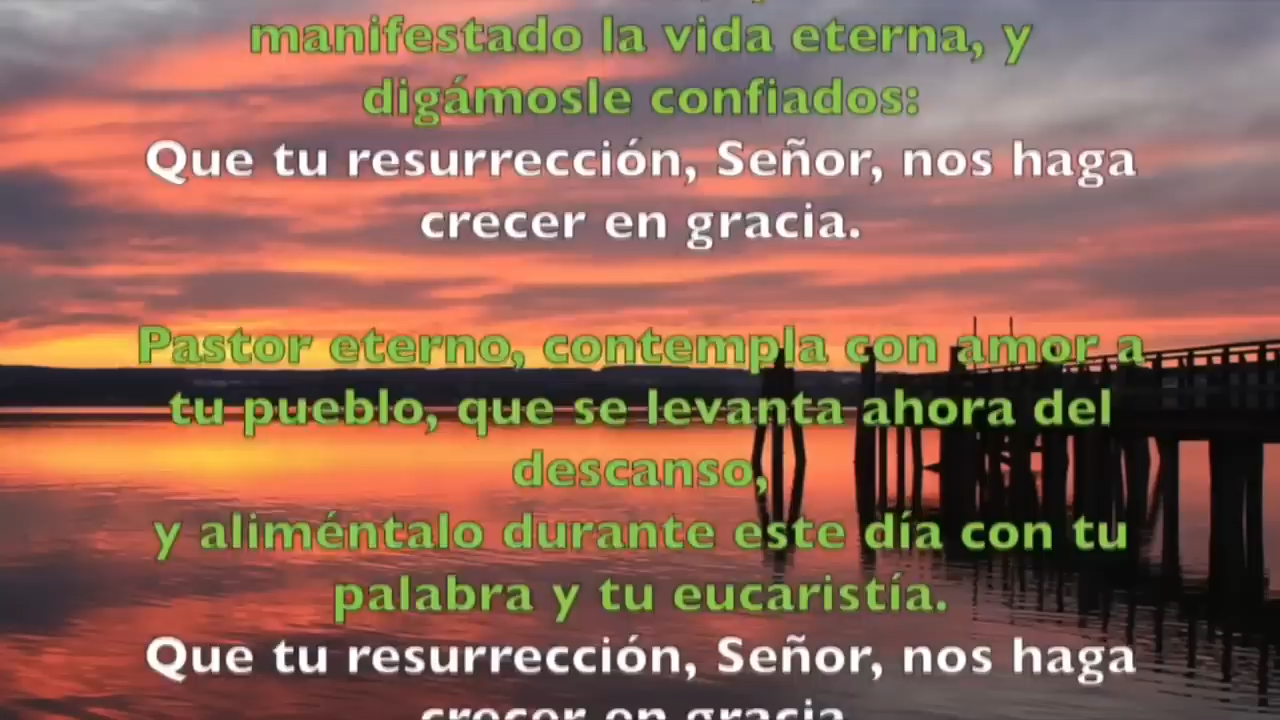 manifestado la vida eterna, y
digámosle confiados:
Que tu resurrección, Señor, nos haga
crecer en gracia.
Pastor eterno, contempla con amor a
tu pueblo, que se levanta ahora del
descanso,
y aliméntalo durante este día con tu
palabra y tu eucaristía.
Que tu resurrección, Señor, nos haga
crecer en gracia.